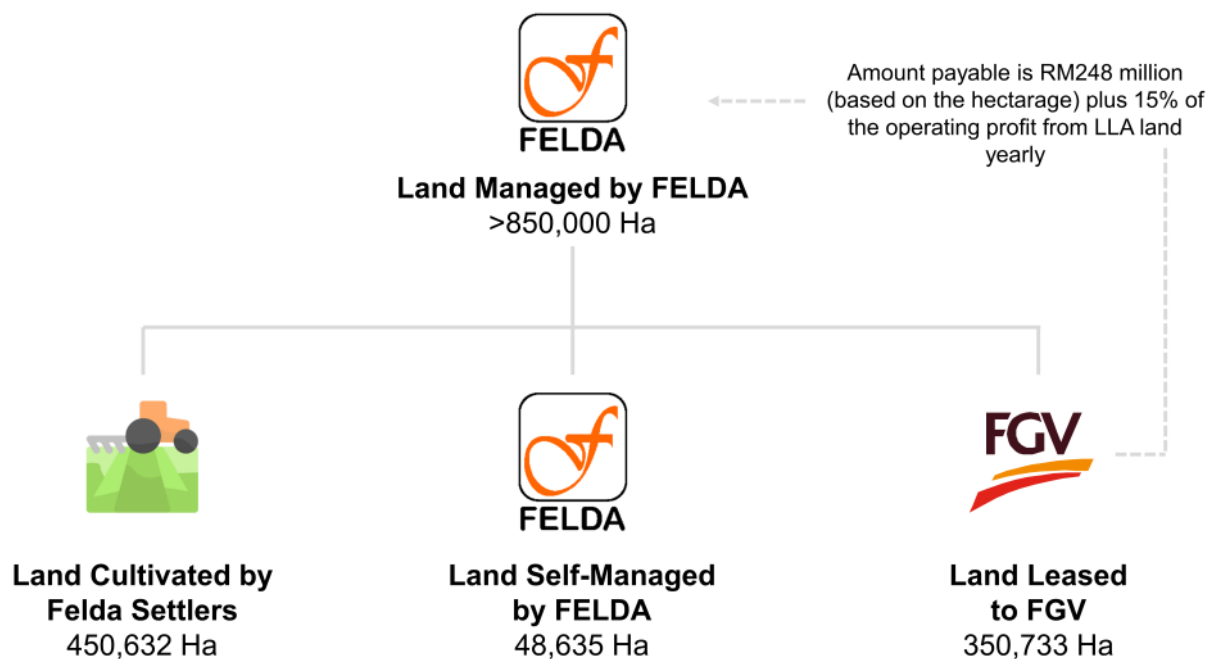 FELDA
Land Managed by FELDA
>850,000 Ha
Amount payable is RM248 million
(based on the hectarage) plus 15% of
the operating profit from LLA land
yearly
Land Cultivated by
Felda Settlers
450,632 Ha
FELDA
Land Self-Managed
by FELDA
48,635 Ha
FGV
Land Leased
to FGV
350,733 Ha